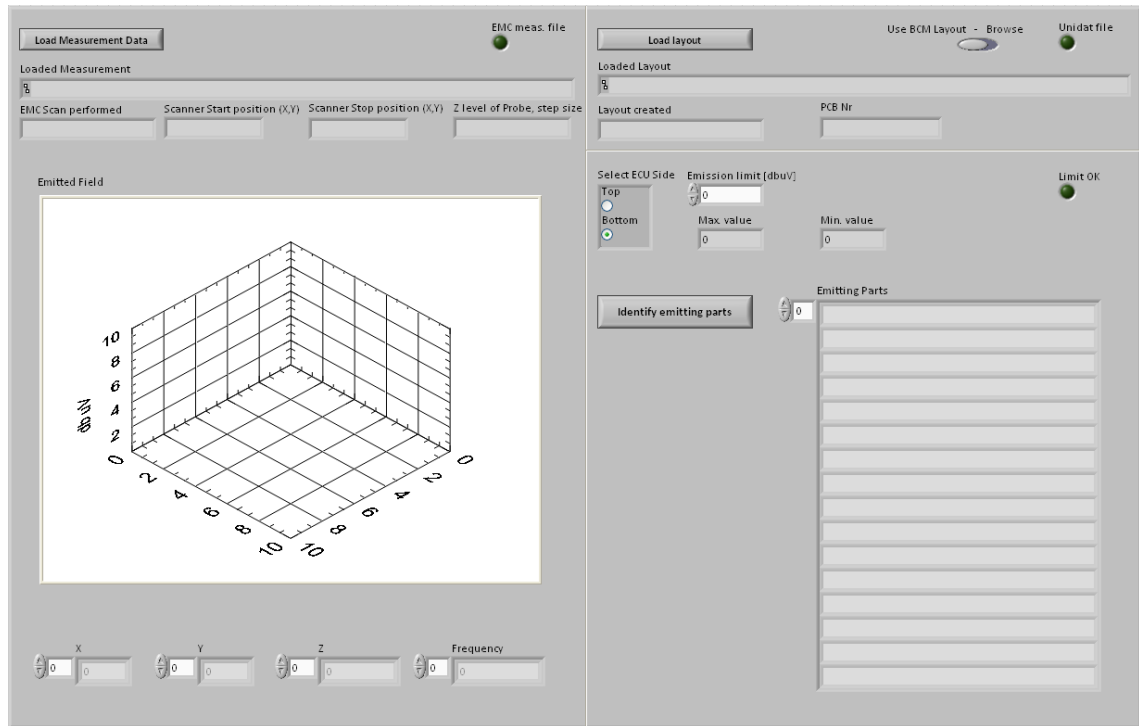 Load Measurement Data
EMC meas. file
Loaded Measurement
EMC Scan performed
Scanner Start position (X,Y)
Scanner Stop position (X,Y)
Z level of Probe, step size
Emitted Field
10
8
6
4
2
dbuV
0
2
4
6
8
10
0
2
4
6
8
10
X
Y
Z
Frequency
0 0
0 0
0 0
0 0
Load layout
Use BCM Layout - Browse
Unidat file
Loaded Layout
Layout created
PCB Nr
Select ECU Side
Top
Bottom
Emission limit [dbuV]
0
Limit OK
Max. value
0
Min. value
0
Identify emitting parts
0
Emitting Parts